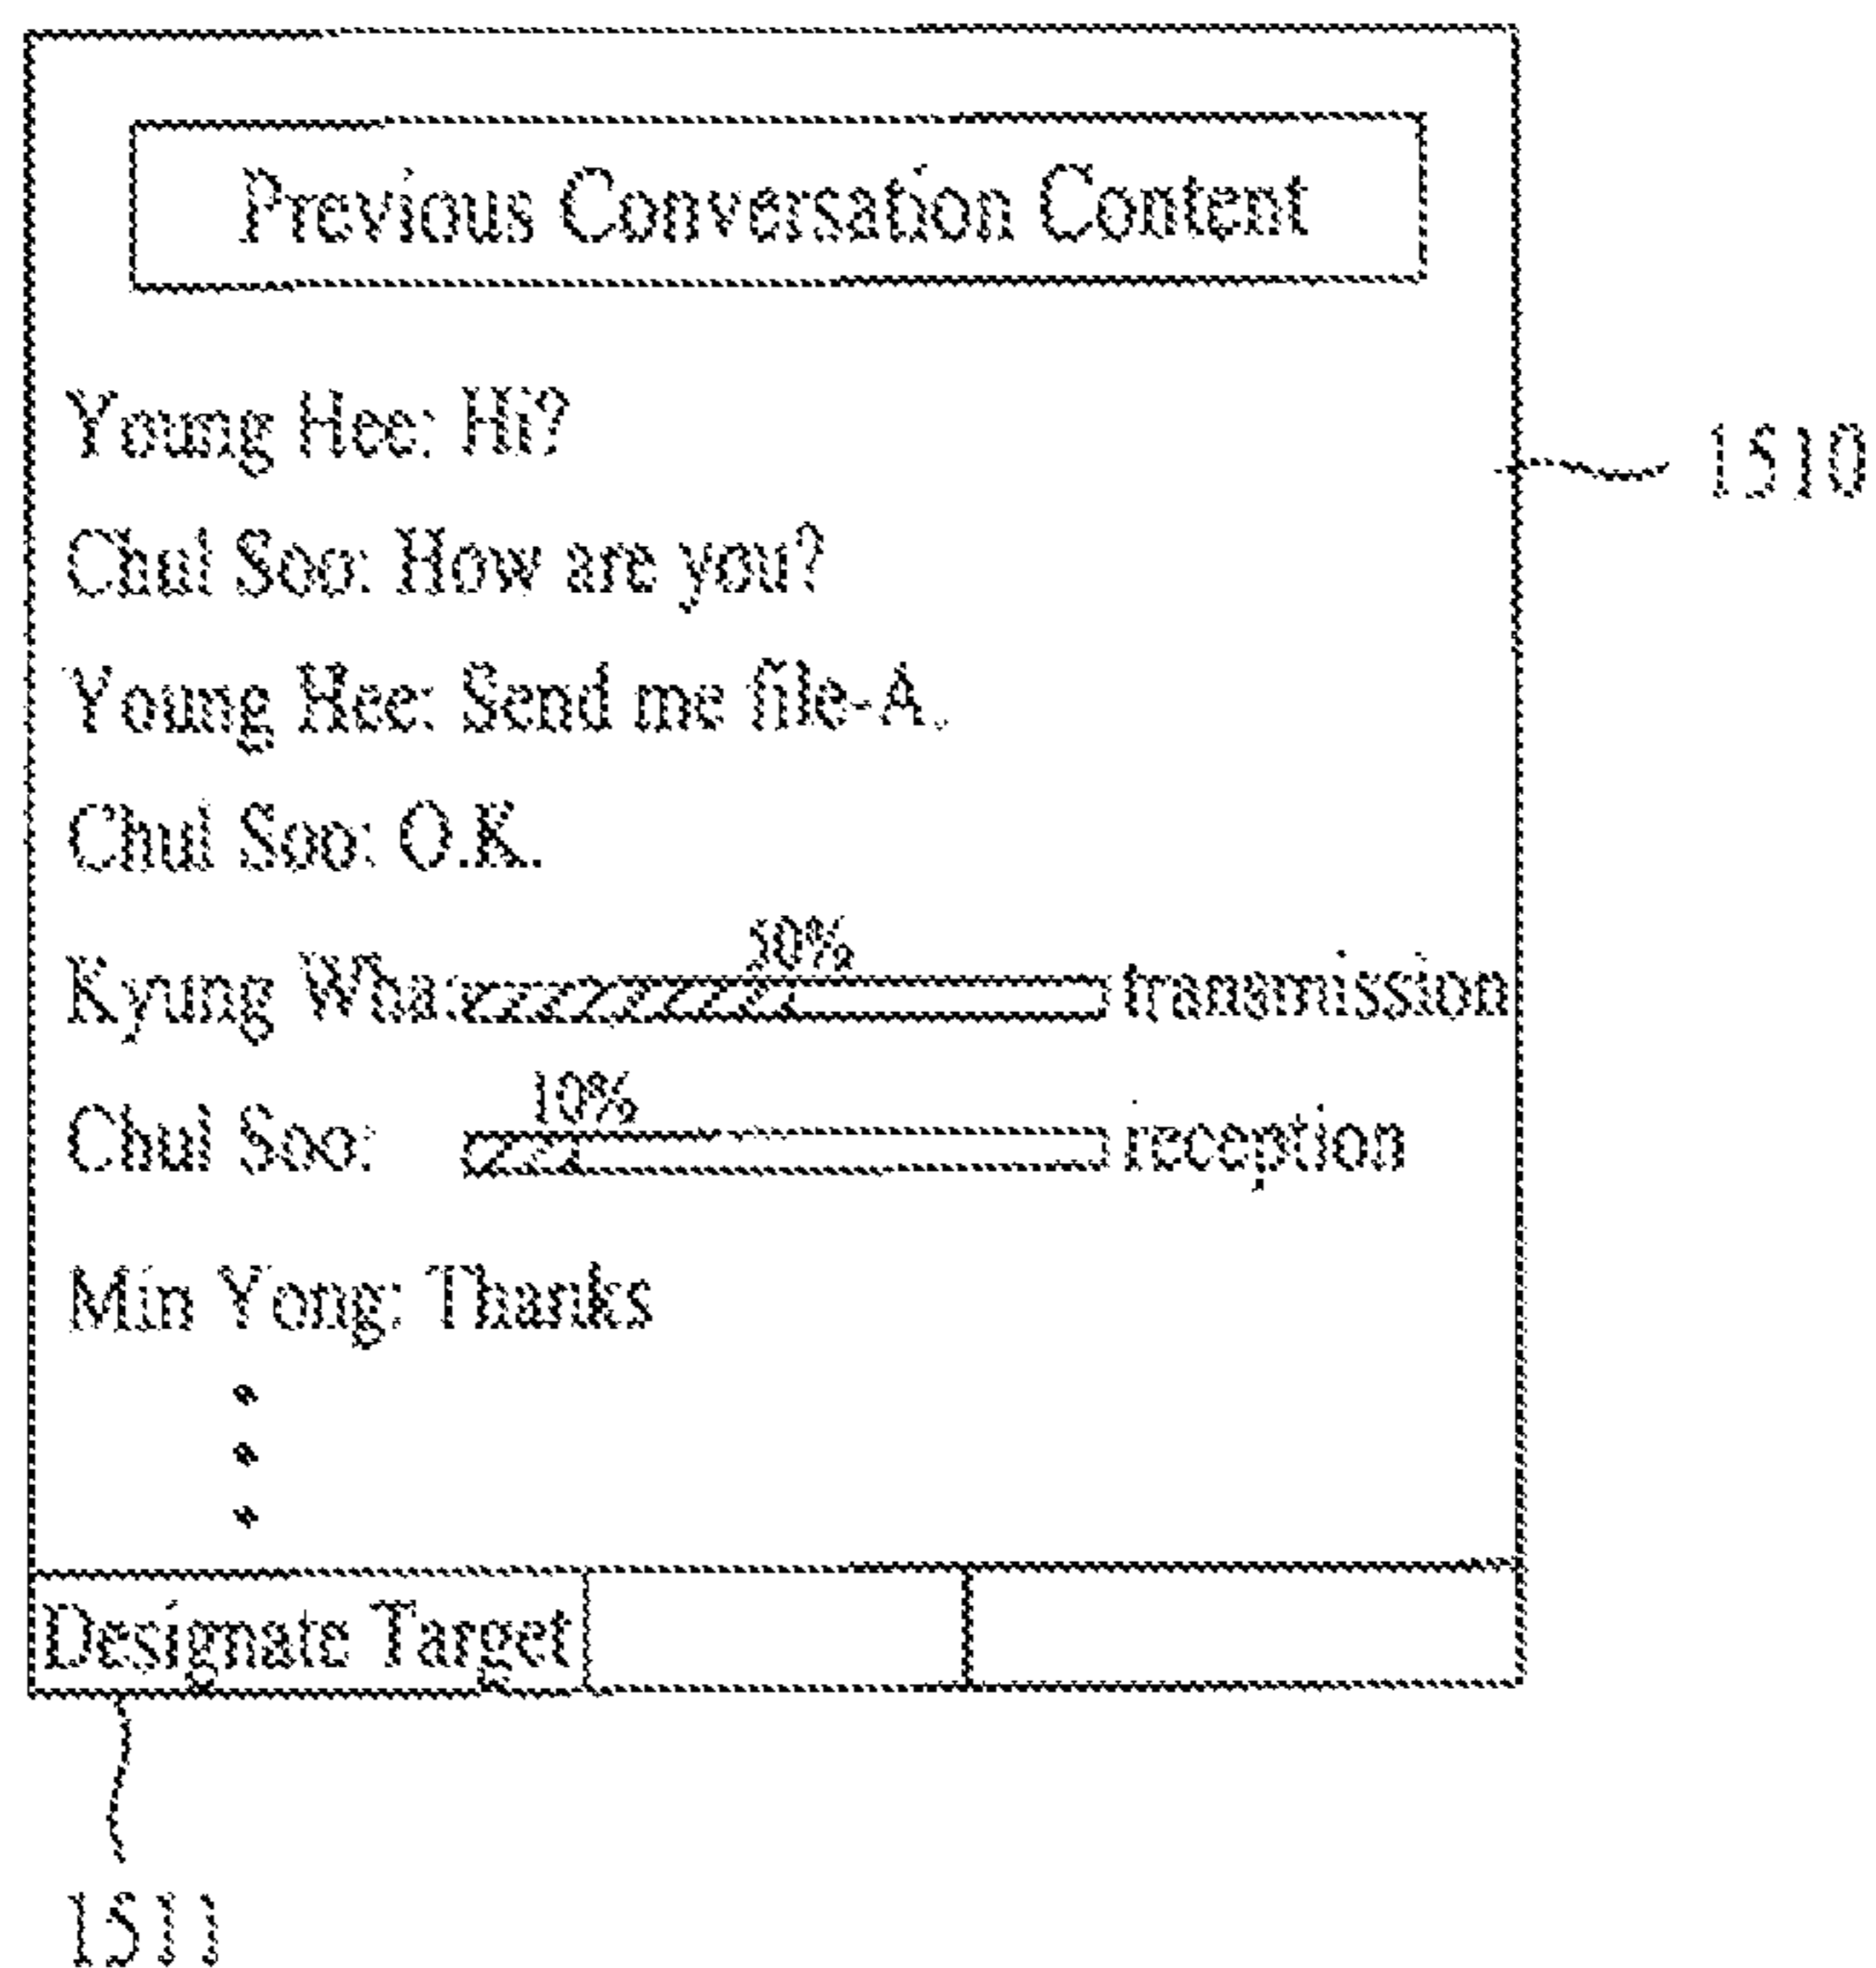 Previous Conversation Content
Young Hee: Hi?
1510
Chul Soo: How are you?
Young Hee: Send me file-A.
Chul Soo: O.K.
50%
Kyung Wha: transmission
10%
Chul Soo: reception
Min Yong: Thanks
Designate Target
1511